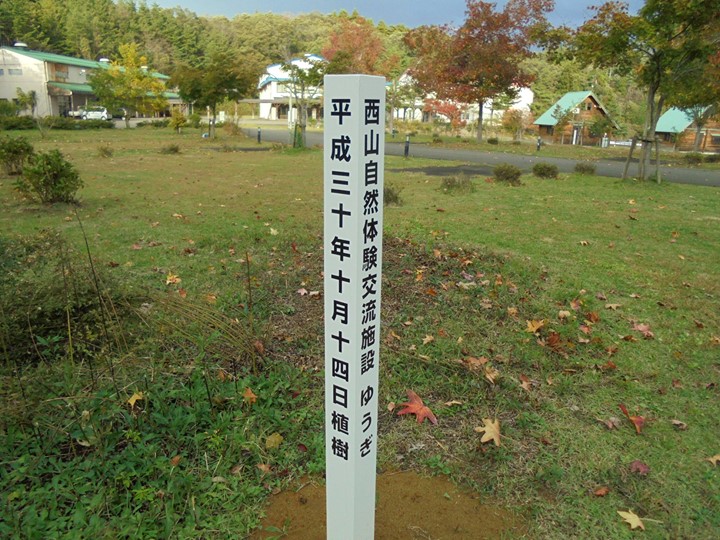 西山自然体験交流施設 ゆうぎ
平成三十年十月十四日植樹